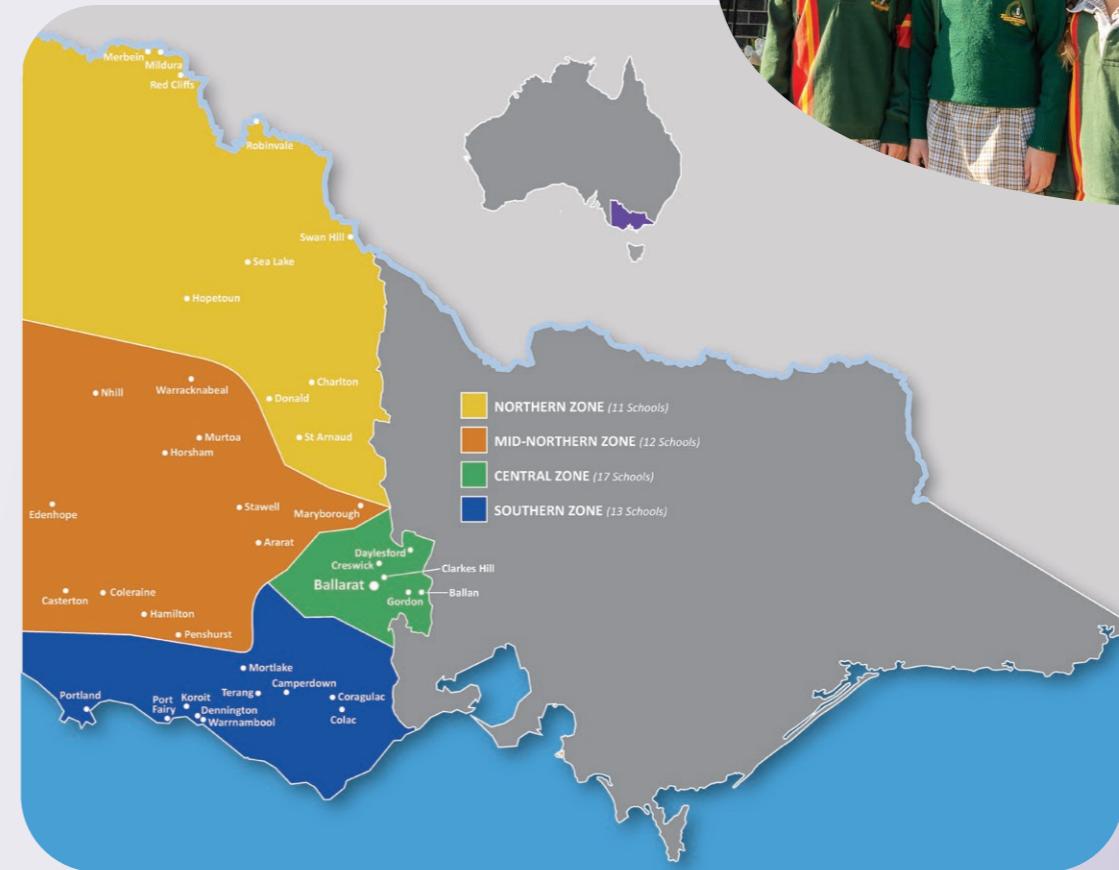 Merbein
Mildura
Red Cliffs
Robinvale
Swan Hill
Sea Lake
Hopetoun
Charlton
Nhill
Warracknabeal
Donald
NORTHERN ZONE (11 Schools)
Murtoa
St Arnaud
MID-NORTHERN ZONE (12 Schools)
Horsham
CENTRAL ZONE (17 Schools)
Edenhope
Stawell
Maryborough
SOUTHERN ZONE (13 Schools)
Ararat
Daylesford
Creswick
Clarkes Hill
Ballarat
Casterton
Coleraine
Gordon
Ballan
Hamilton
Penshurst
Mortlake
Portland
Port
Fairy
Koroit
Terang
Camperdown
Coragulac
Dennington
Warrnambool
Colac